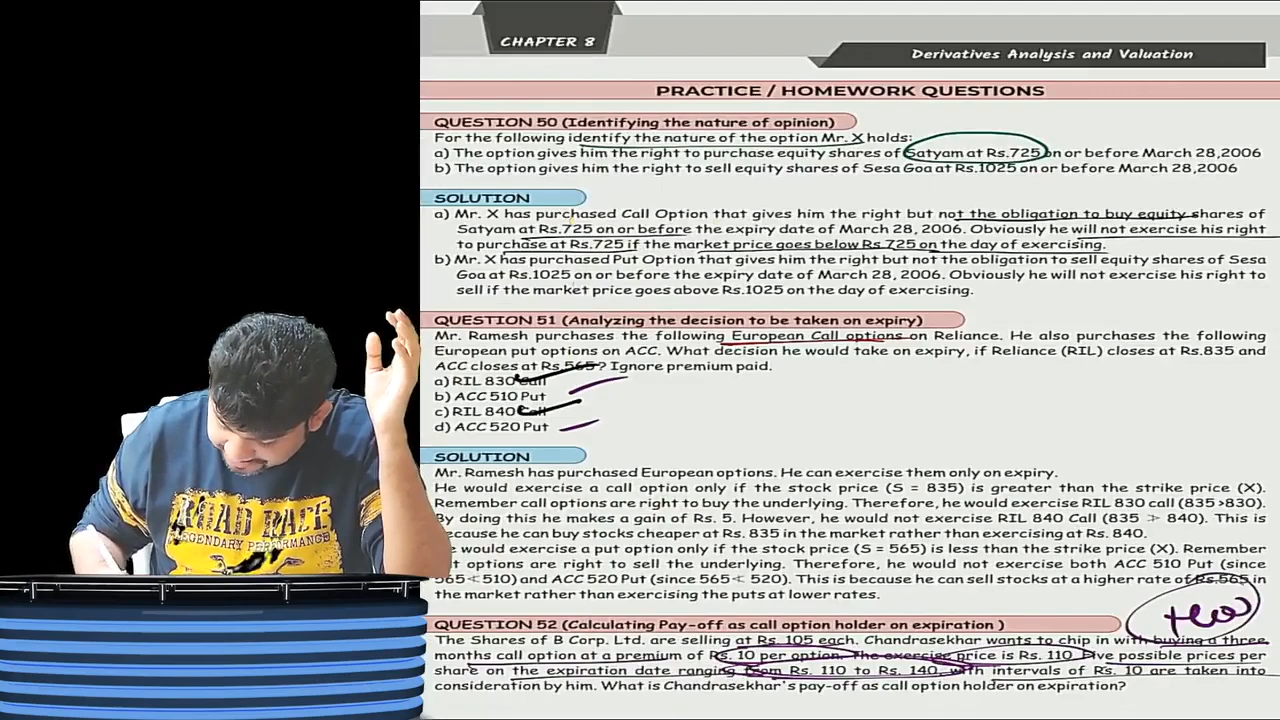 CHAPTER 8
Derivatives Analysis and Valuation
PRACTICE / HOMEWORK QUESTIONS
QUESTION 50 (Identifying the nature of opinion)
For the following identify the nature of the option Mr. X holds:
a) The option gives him the right to purchase equity shares of Satyam at Rs.725 on or before March 28,2006
b) The option gives him the right to sell equity shares of Sesa Goa at Rs.1025 on or before March 28,2006
SOLUTION
a) Mr. X has purchased Call Option that gives him the right but not the obligation to buy equity shares of
Satyam at Rs.725 on or before the expiry date of March 28, 2006. Obviously he will not exercise his right
to purchase at Rs.725 if the market price goes below Rs.725 on the day of exercising.
b) Mr. X has purchased Put Option that gives him the right but not the obligation to sell equity shares of Sesa
Goa at Rs.1025 on or before the expiry date of March 28, 2006. Obviously he will not exercise his right to
sell if the market price goes above Rs.1025 on the day of exercising.
QUESTION 51 (Analyzing the decision to be taken on expiry)
Mr. Ramesh purchases the following European Call options on Reliance. He also purchases the following
European put options on ACC. What decision he would take on expiry, if Reliance (RIL) closes at Rs.835 and
ACC closes at Rs.565? Ignore premium paid.
a) RIL 830 Call
b) ACC 510 Put
c) RIL 840 Call
d) ACC 520 Put
SOLUTION
Mr. Ramesh has purchased European options. He can exercise them only on expiry.
He would exercise a call option only if the stock price (S = 835) is greater than the strike price (X).
Remember call options are right to buy the underlying. Therefore, he would exercise RIL 830 call (835 >830).
By doing this he makes a gain of Rs. 5. However, he would not exercise RIL 840 Call (835 ≯ 840). This is
ecause he can buy stocks cheaper at Rs. 835 in the market rather than exercising at Rs. 840.
e would exercise a put option only if the stock price (S = 565) is less than the strike price (X). Remember
t options are right to sell the underlying. Therefore, he would not exercise both ACC 510 Put (since
565 < 510) and ACC 520 Put (since 565 < 520). This is because he can sell stocks at a higher rate of Rs.565 in
the market rather than exercising the puts at lower rates.
QUESTION 52 (Calculating Pay-off as call option holder on expiration )
The Shares of B Corp. Ltd. are selling at Rs. 105 each. Chandrasekhar wants to chip in with buying a three
months call option at a premium of Rs. 10 per option. The exercise price is Rs. 110 Five possible prices per
share on the expiration date ranging from Rs. 110 to Rs. 140, with intervals of Rs. 10 are taken into
consideration by him. What is Chandrasekhar's pay-off as call option holder on expiration?
ROAD RACE
LEGENDARY PERFORMANCE